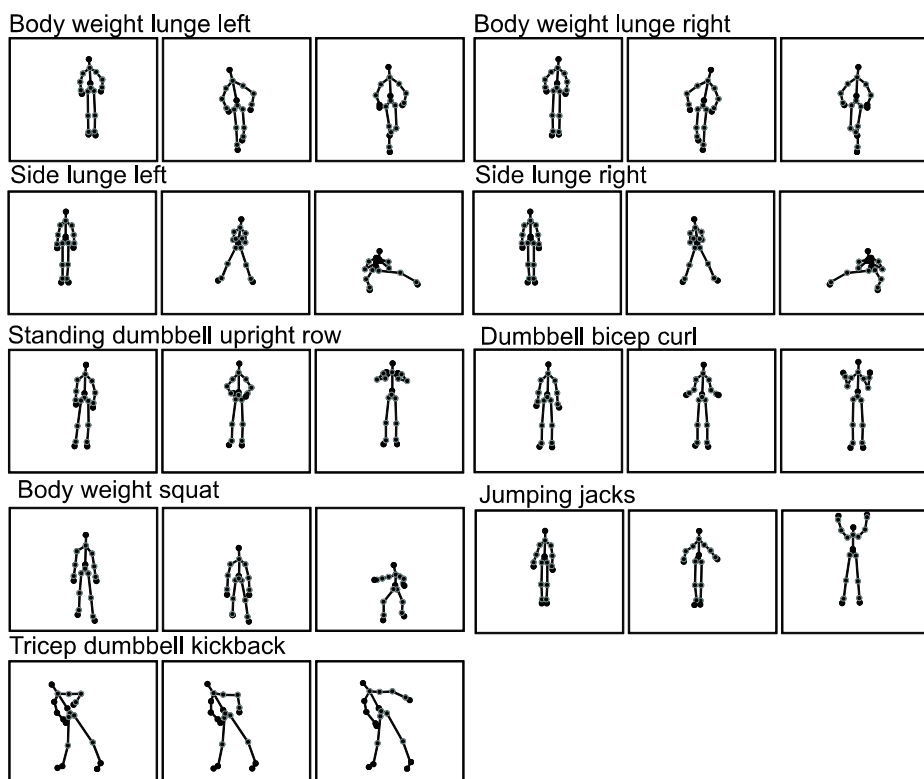 Body weight lunge left
Body weight lunge right
Side lunge left
Side lunge right
Standing dumbbell upright row
Dumbbell bicep curl
Body weight squat
Jumping jacks
Tricep dumbbell kickback